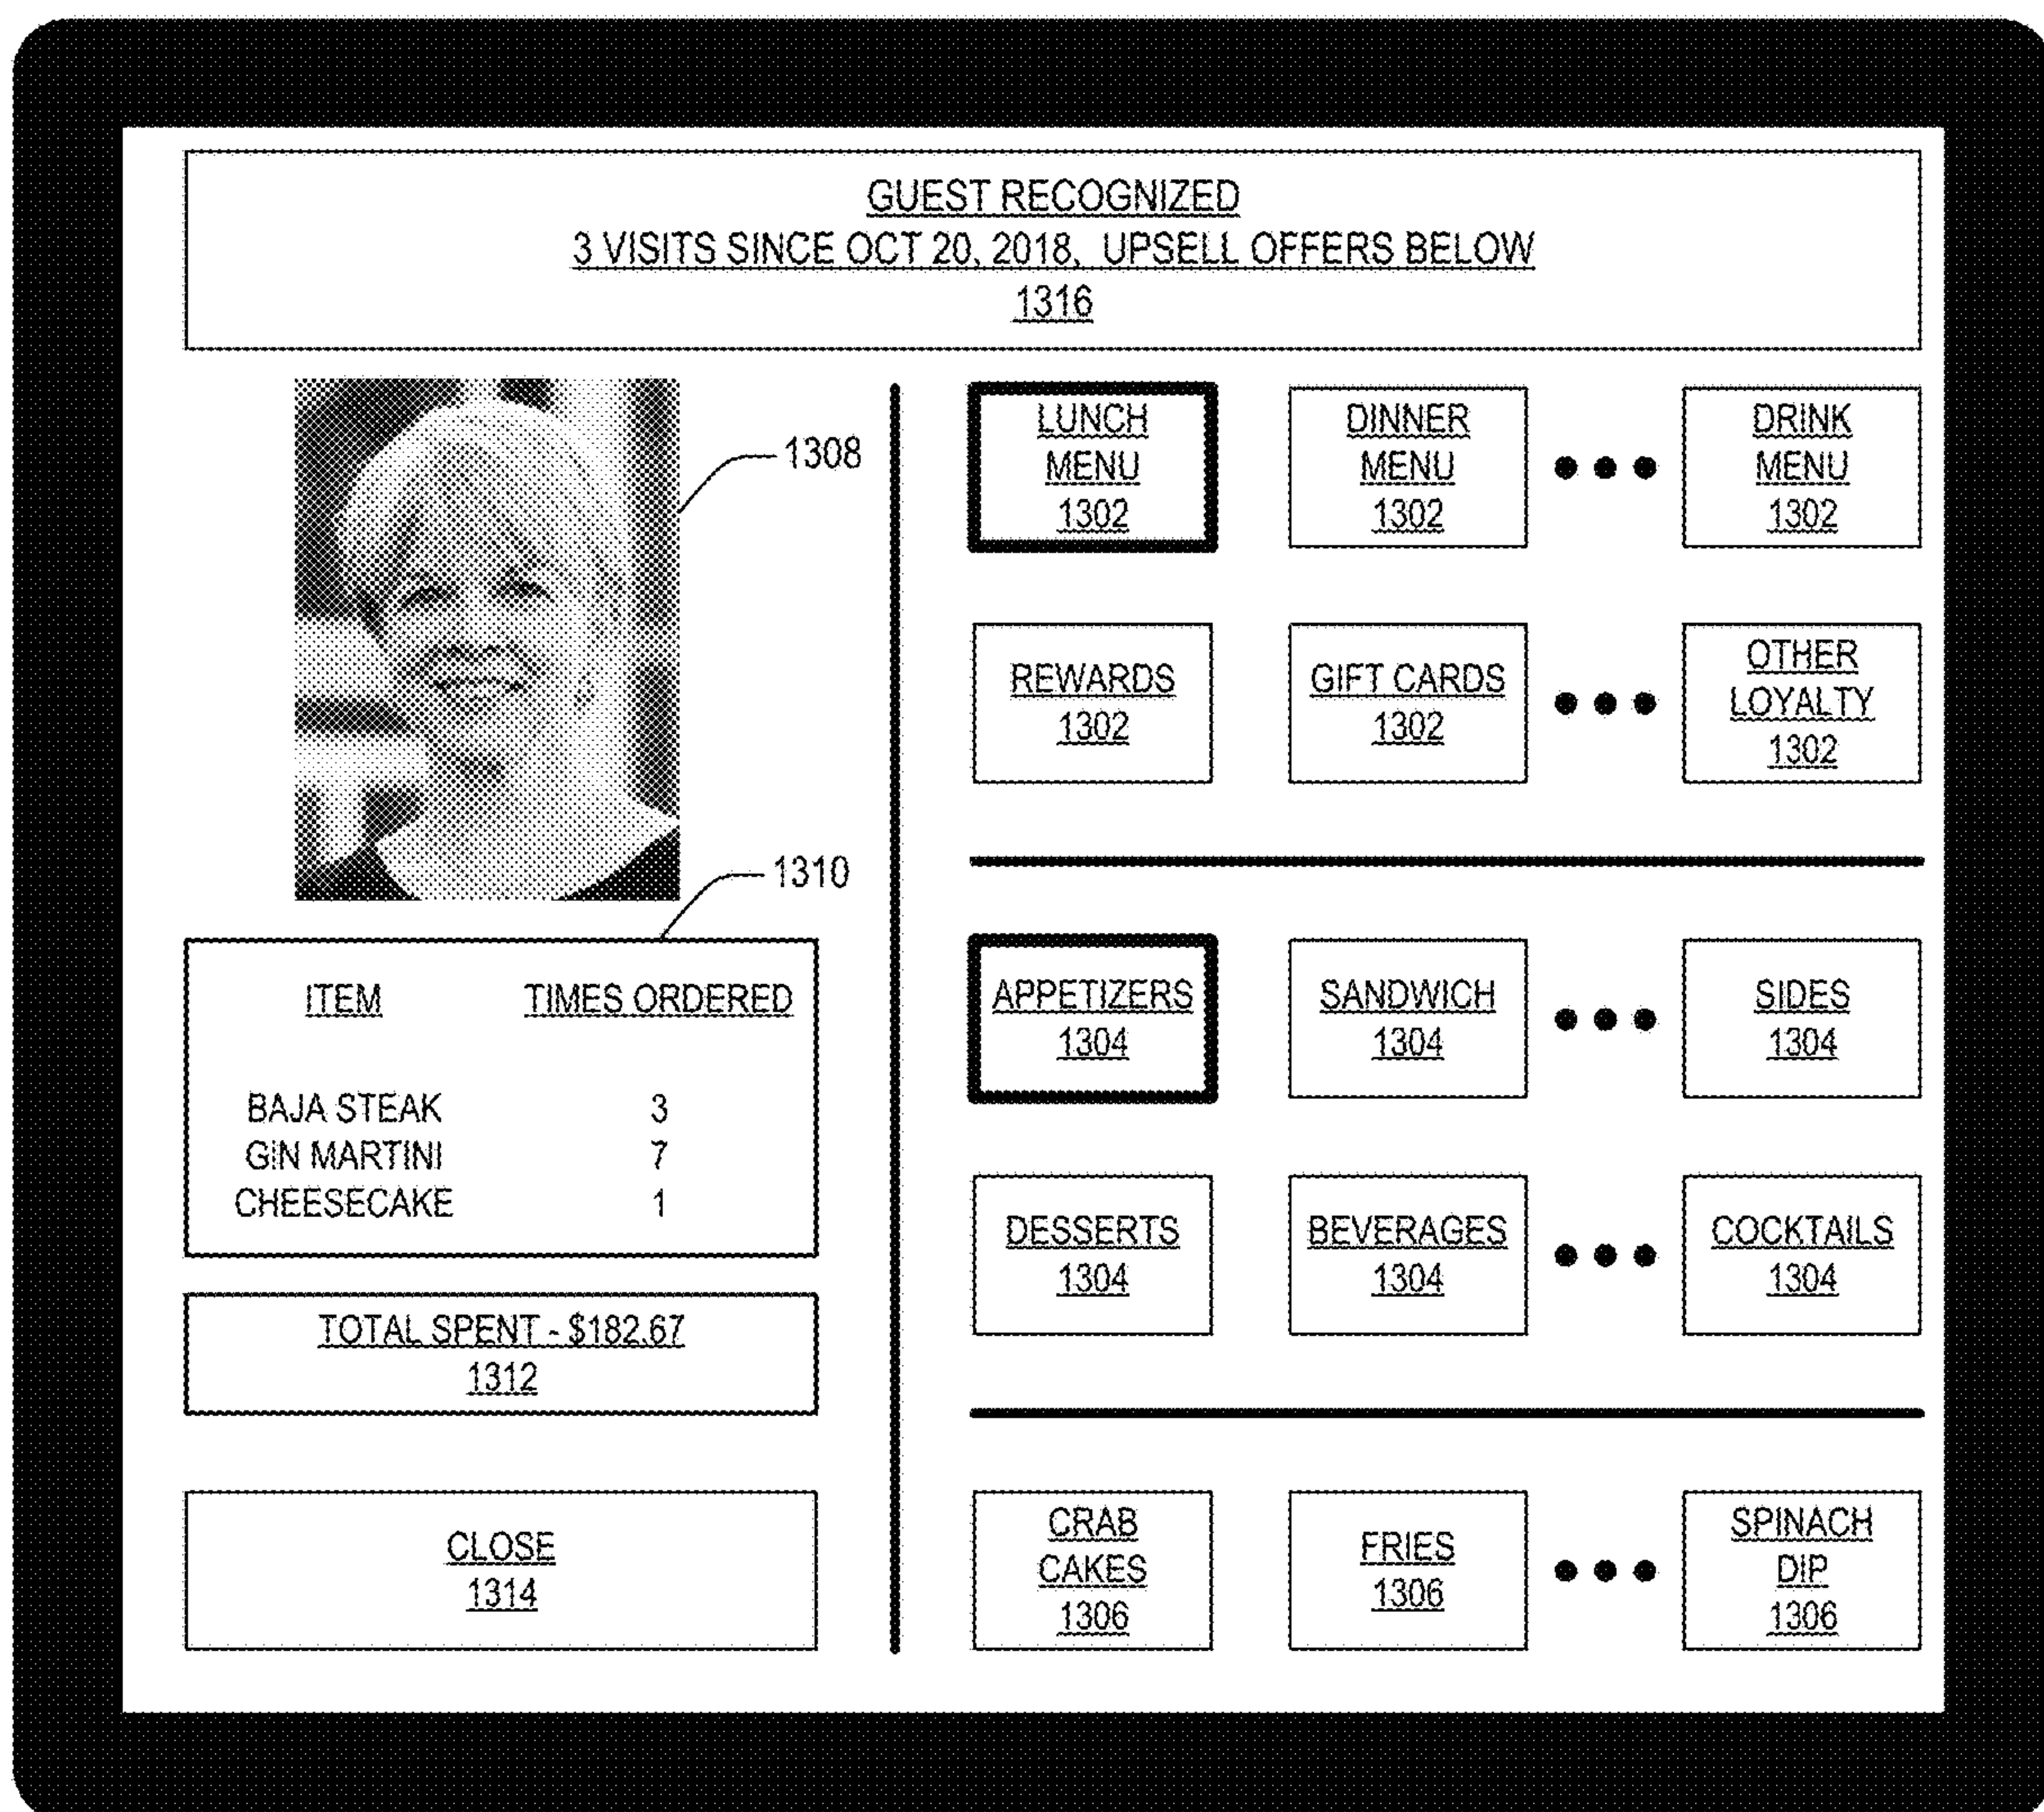 GUEST RECOGNIZED
3 VISITS SINCE OCT 20, 2018, UPSELL OFFERS BELOW
1316
1308
1310
ITEM TIMES ORDERED
BAJA STEAK 3
GIN MARTINI 7
CHEESECAKE 1
TOTAL SPENT - $182.67
1312
CLOSE
1314
LUNCH
MENU
1302
DINNER
MENU
1302
DRINK
MENU
1302
REWARDS
1302
GIFT CARDS
1302
OTHER
LOYALTY
1302
APPETIZERS
1304
SANDWICH
1304
SIDES
1304
DESSERTS
1304
BEVERAGES
1304
COCKTAILS
1304
CRAB
CAKES
1306
FRIES
1306
SPINACH
DIP
1306